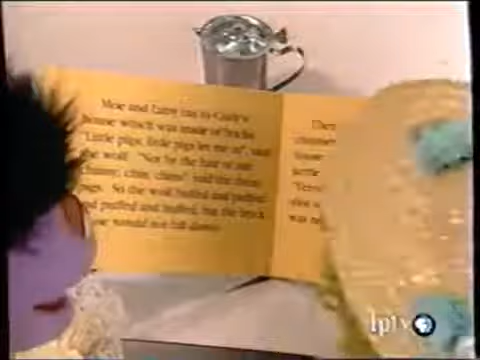 Moe and Larry ran to Curly's
house which was made of bricks
"Little pigs, little pigs let me in", said
the wolf. "Not by the hair of our
chinny, chin, chins" said the three
pigs. So the wolf huffed and puffed
and puffed and huffed, but the brick
house would not fall down.
Then
was
iptv